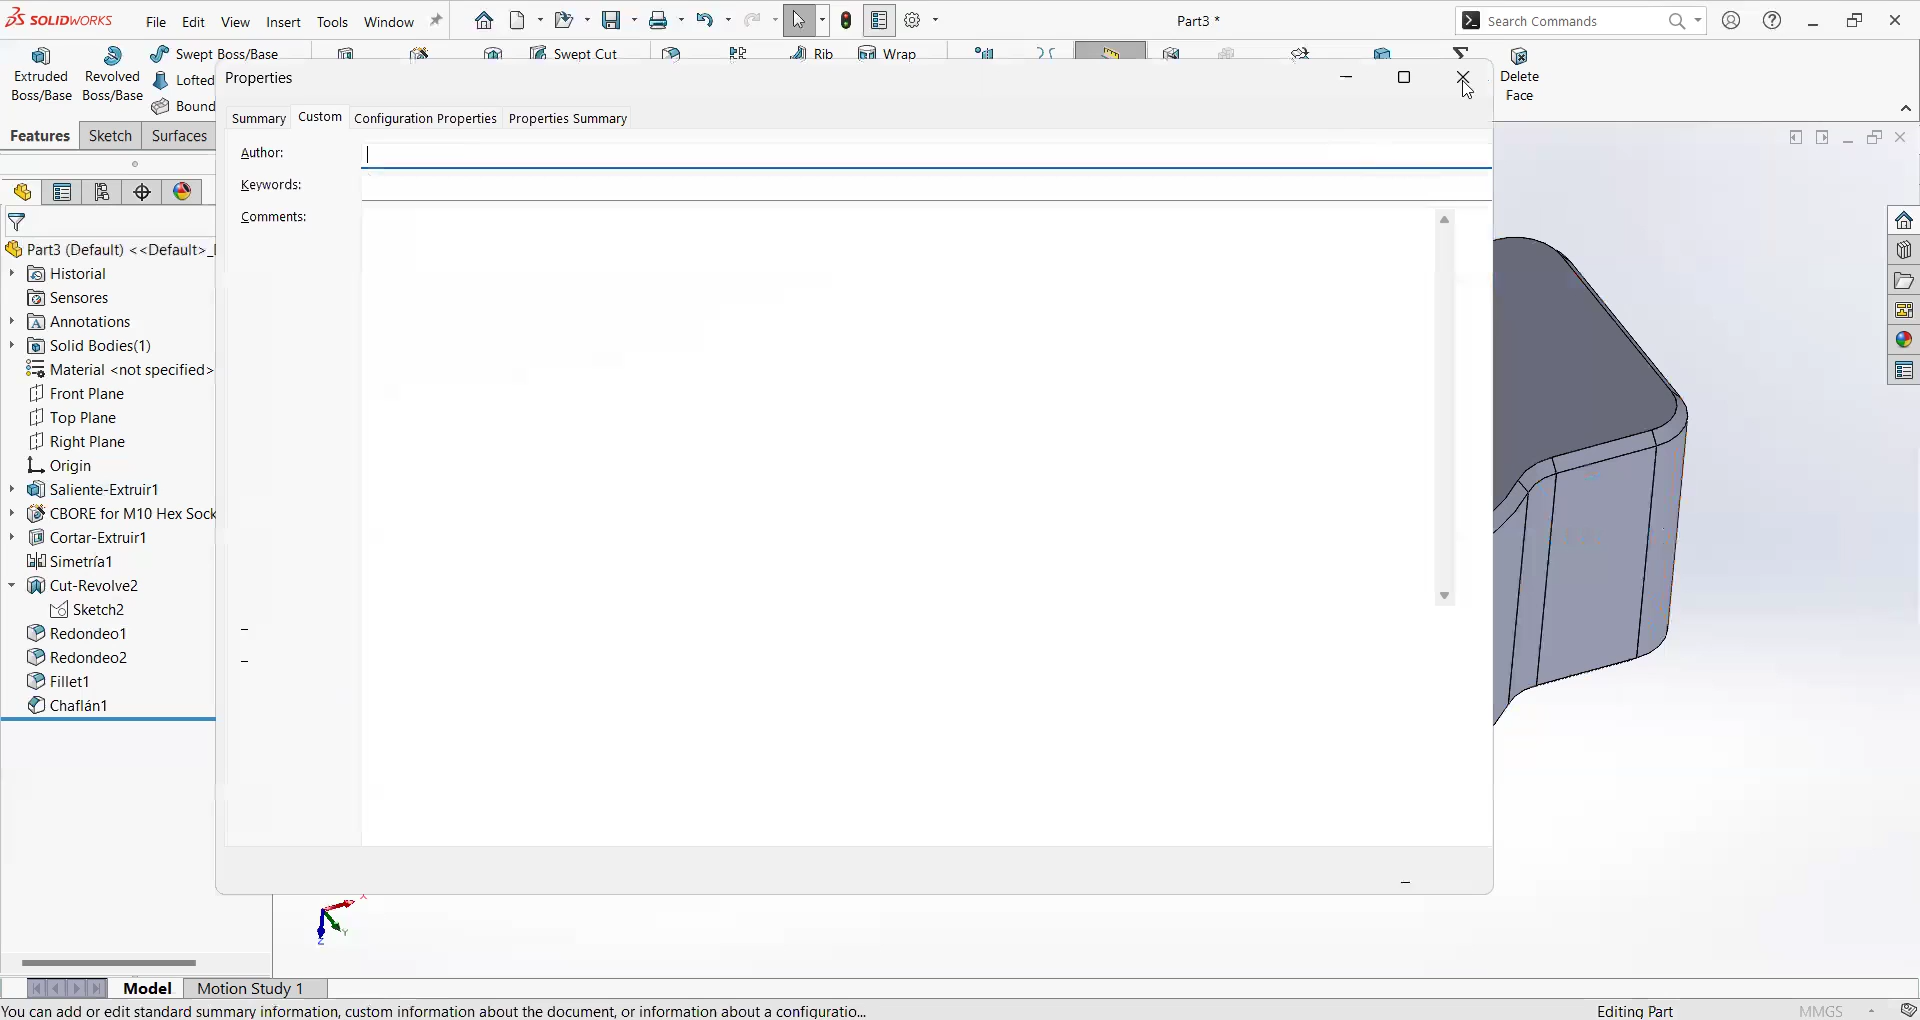 SOLIDWORKS File Edit View Insert Tools Window Part3 * Search Commands
Extruded Boss/Base
Revolved Boss/Base
Swept Boss/Base
Lofted
Bound
Swept Cut
Rib
Wrap
Delete Face
Features Sketch Surfaces
Properties
Summary Custom Configuration Properties Properties Summary
Author:
Keywords:
Comments:
Part3 (Default) <<Default>_
Historial
Sensores
Annotations
Solid Bodies(1)
Material <not specified>
Front Plane
Top Plane
Right Plane
Origin
Saliente-Extruir1
CBORE for M10 Hex Sock
Cortar-Extruir1
Simetría1
Cut-Revolve2
Sketch2
Redondeo1
Redondeo2
Fillet1
Chaflán1
X
Y
Z
Model Motion Study 1
You can add or edit standard summary information, custom information about the document, or information about a configuratio... Editing Part MMGS